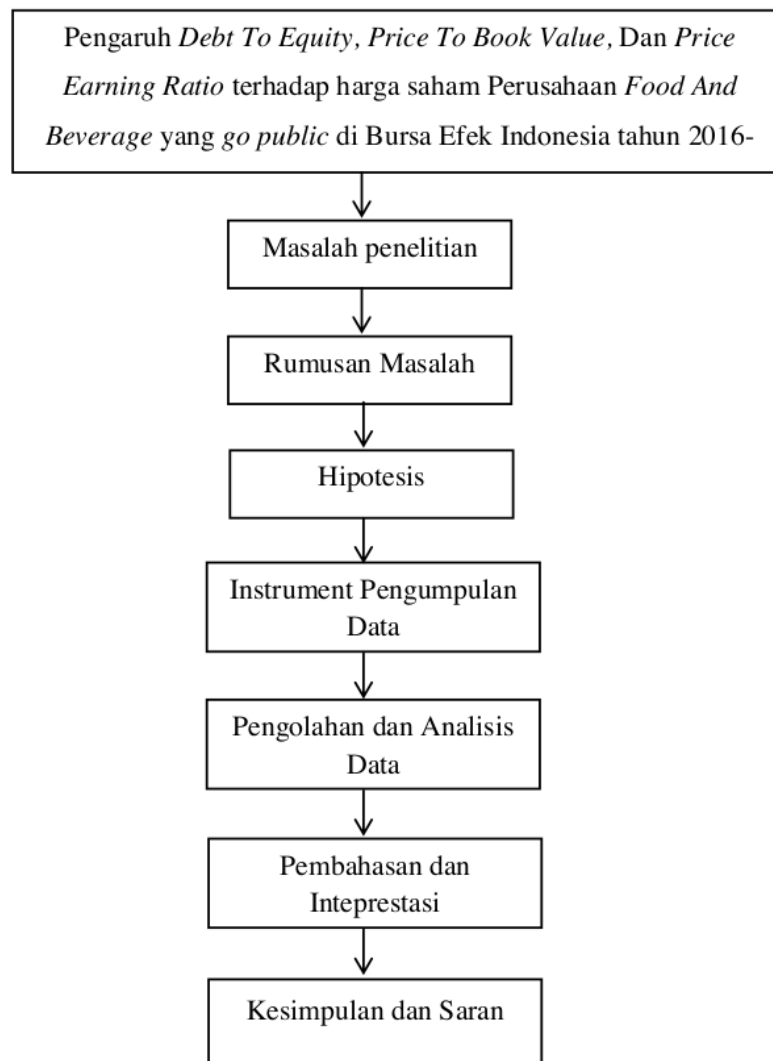 Pengaruh Debt To Equity, Price To Book Value, Dan Price
Earning Ratio terhadap harga saham Perusahaan Food And
Beverage yang go public di Bursa Efek Indonesia tahun 2016-
Masalah penelitian
Rumusan Masalah
Hipotesis
Instrument Pengumpulan
Data
Pengolahan dan Analisis
Data
Pembahasan dan
Inteprestasi
Kesimpulan dan Saran